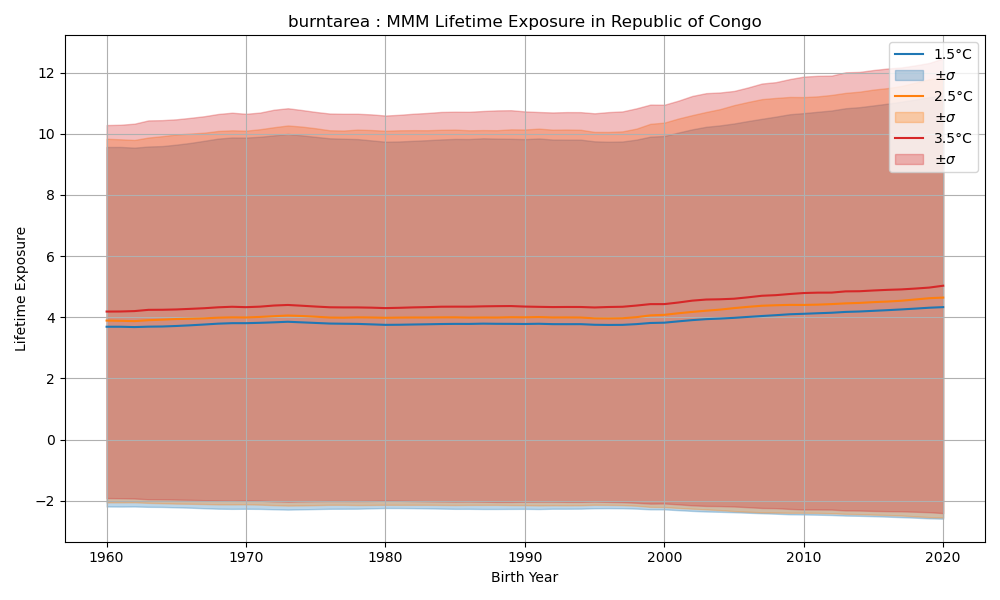 burntarea : MMM Lifetime Exposure in Republic of Congo
1.5°C
±σ
2.5°C
±σ
3.5°C
±σ
Lifetime Exposure
12
10
8
6
4
2
0
−2
1960
1970
1980
1990
2000
2010
2020
Birth Year